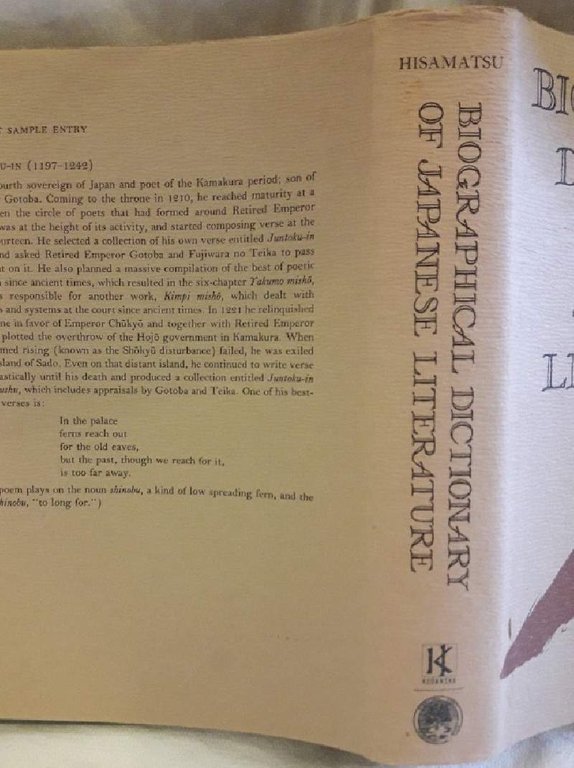 SAMPLE ENTRY
U-IN (1197-1242)
ourth sovereign of Japan and poet of the Kamakura period; son of
Gotoba. Coming to the throne in 1210, he reached maturity at a
en the circle of poets that had formed around Retired Emperor
was at the height of its activity, and started composing verse at the
urteen. He selected a collection of his own verse entitled Juntoku-in
nd asked Retired Emperor Gotoba and Fujiwara no Teika to pass
t on it. He also planned a massive compilation of the best of poetic
since ancient times, which resulted in the six-chapter Yakumo mishō,
s responsible for another work, Kimpi mishō, which dealt with
and systems at the court since ancient times. In 1221 he relinquished
ne in favor of Emperor Chūkyō and together with Retired Emperor
plotted the overthrow of the Hojō government in Kamakura. When
med rising (known as the Shōkyū disturbance) failed, he was exiled
sland of Sado. Even on that distant island, he continued to write verse
astically until his death and produced a collection entitled Juntoku-in
ushu, which includes appraisals by Gotoba and Teika. One of his best-
verses is:
In the palace
ferns reach out
for the old eaves,
but the past, though we reach for it,
is too far away.
poem plays on the noun shinobu, a kind of low spreading fern, and the
hinobu, "to long for.")
HISAMATSU
BIOGRAPHICAL DICTIONARY
OF JAPANESE LITERATURE
K
KODANSHA
BI
D
LI